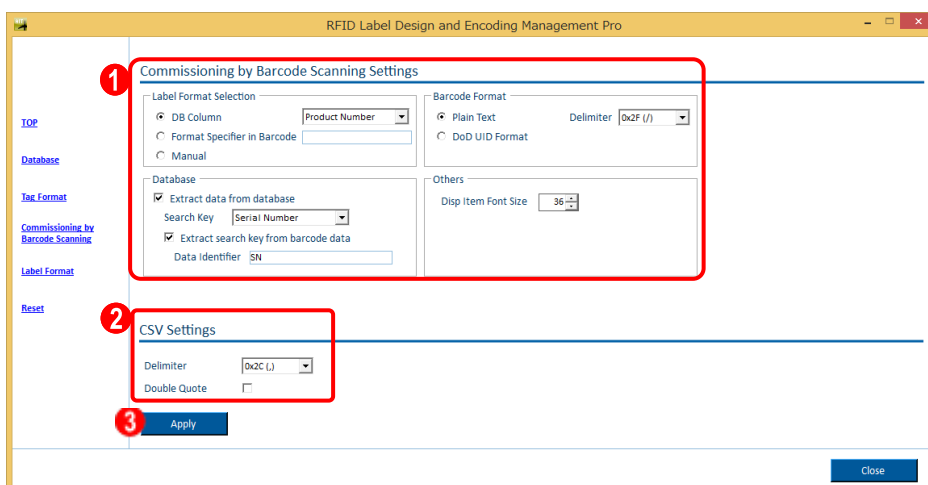 RFID Label Design and Encoding Management Pro
TOP
Database
Tag Format
Commissioning by
Barcode Scanning
Label Format
Reset
1
Commissioning by Barcode Scanning Settings
Label Format Selection
DB Column Product Number
Format Specifier in Barcode
Manual
Barcode Format
Plain Text Delimiter 0x2F (/)
DoD UID Format
Database
Extract data from database
Search Key Serial Number
Extract search key from barcode data
Data Identifier SN
Others
Disp Item Font Size 36
2
CSV Settings
Delimiter 0x2C (,)
Double Quote
3
Apply
Close